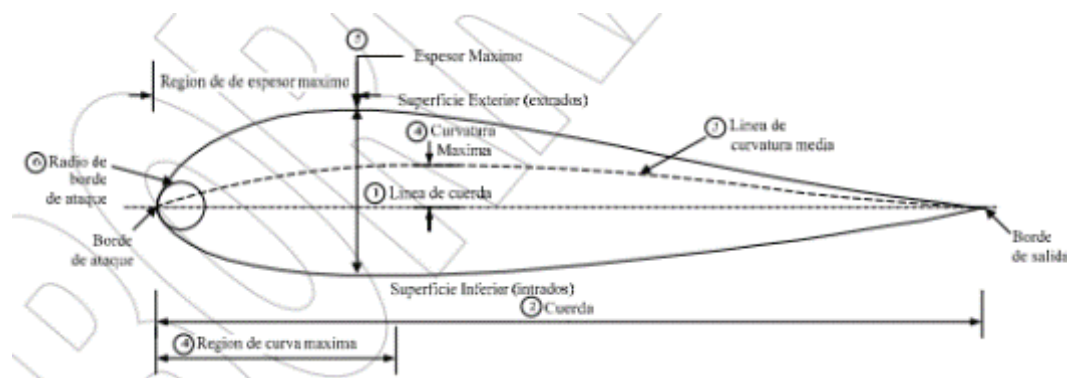 ⑤
Espesor Maximo
Region de de espesor maximo
Superficie Exterior (extrados)
④ Curvatura
Maxima
③ Linea de
curvatura media
⑥ Radio de
borde
de ataque
① Linea de cuerda
Borde
de ataque
Borde
de salida
Superficie Inferior (intrados)
② Cuerda
④ Region de curva maxima